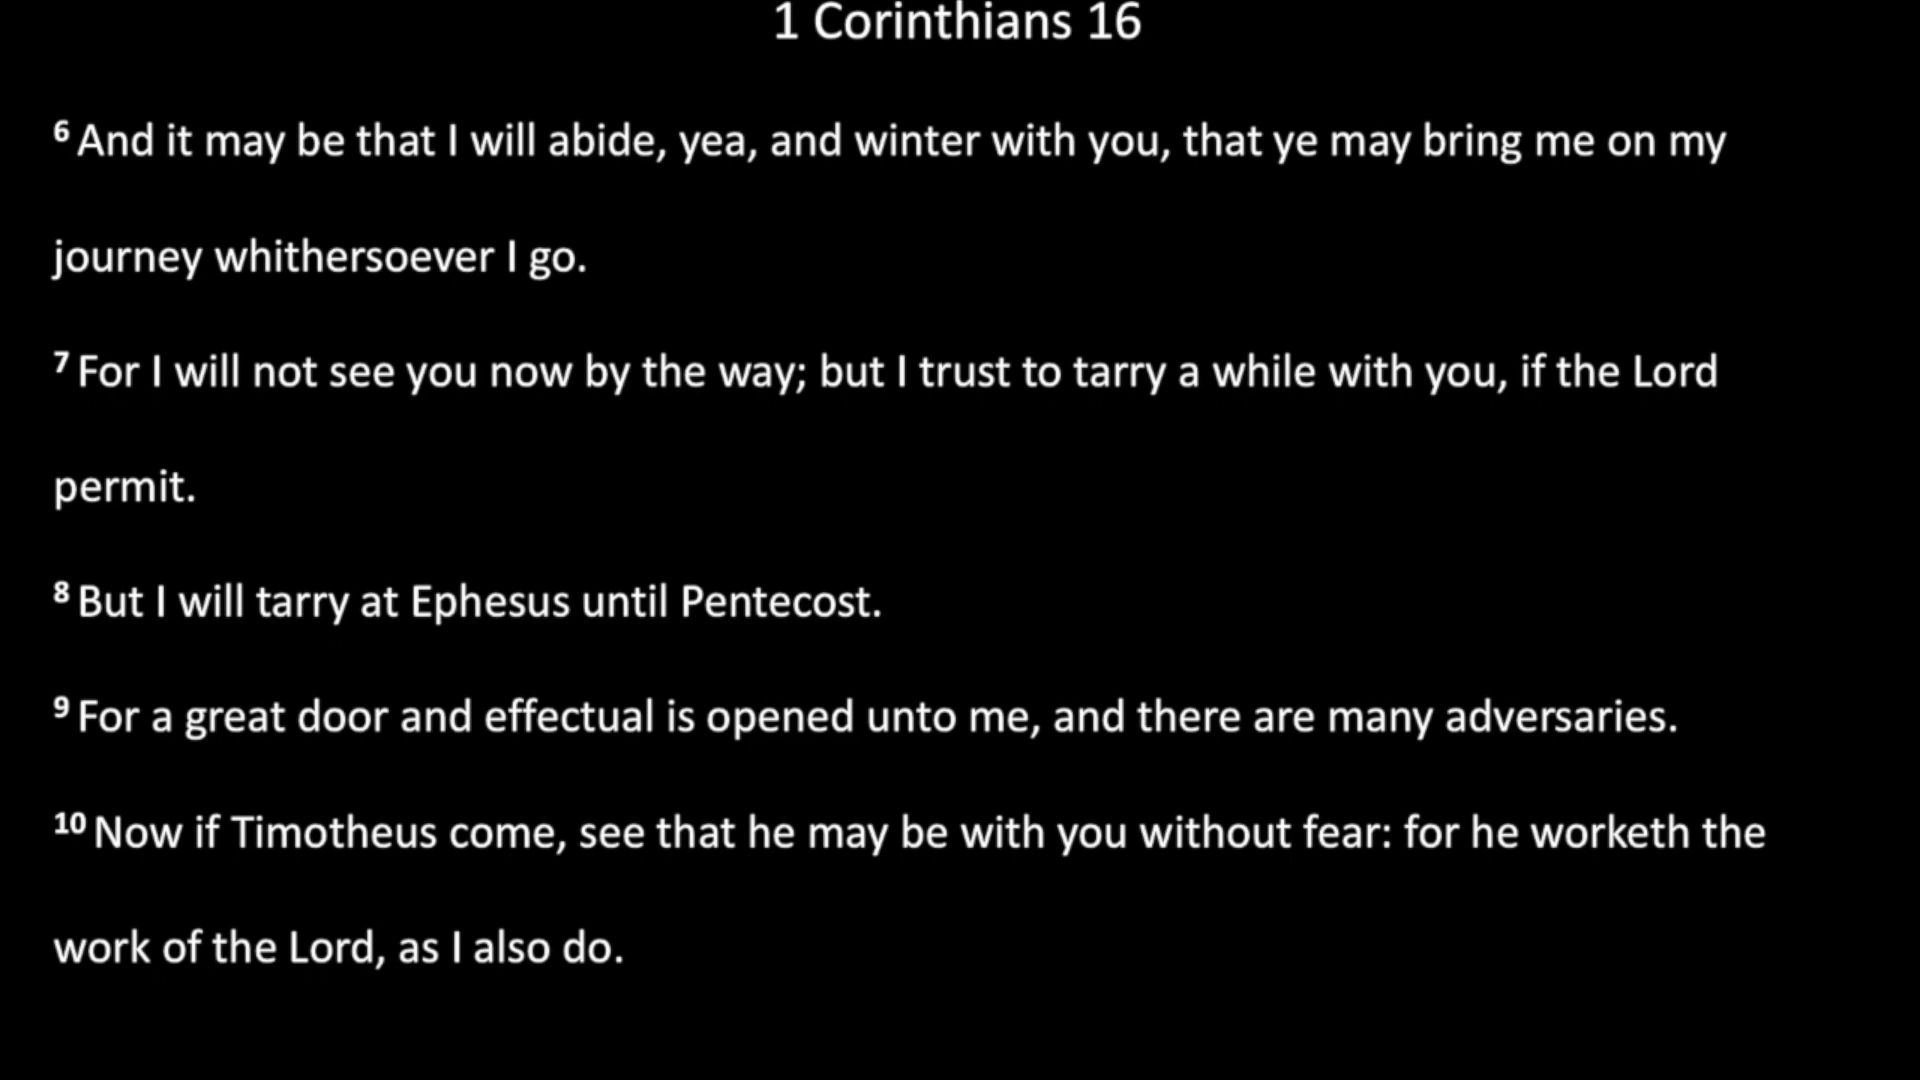 1 Corinthians 16
6 And it may be that I will abide, yea, and winter with you, that ye may bring me on my
journey whithersoever I go.
7 For I will not see you now by the way; but I trust to tarry a while with you, if the Lord
permit.
8 But I will tarry at Ephesus until Pentecost.
9 For a great door and effectual is opened unto me, and there are many adversaries.
10 Now if Timotheus come, see that he may be with you without fear: for he worketh the
work of the Lord, as I also do.